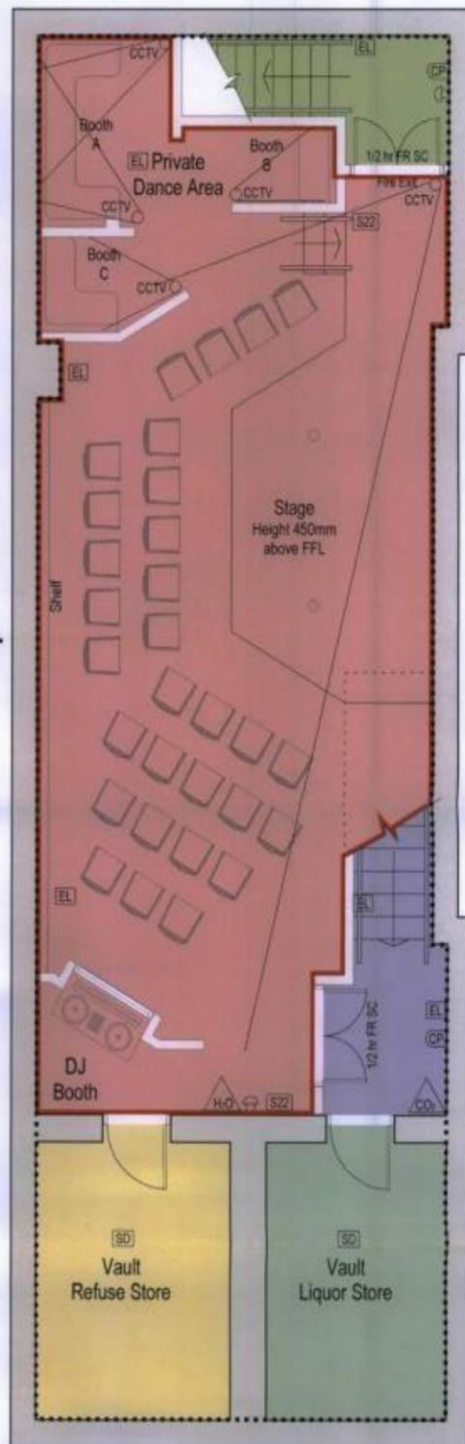 CCTV
EL
CP
Booth
A
EL
Private
Dance Area
Booth
B
1/2 hr FR SC
Fire Exit
CCTV
CCTV
CCTV
S22
Booth
C
CCTV
EL
Stage
Height 450mm
above FFL
Shelf
EL
EL
EL
1/2 hr FR SC
CP
DJ
Booth
H2O
S22
CO2
SD
Vault
Refuse Store
SD
Vault
Liquor Store